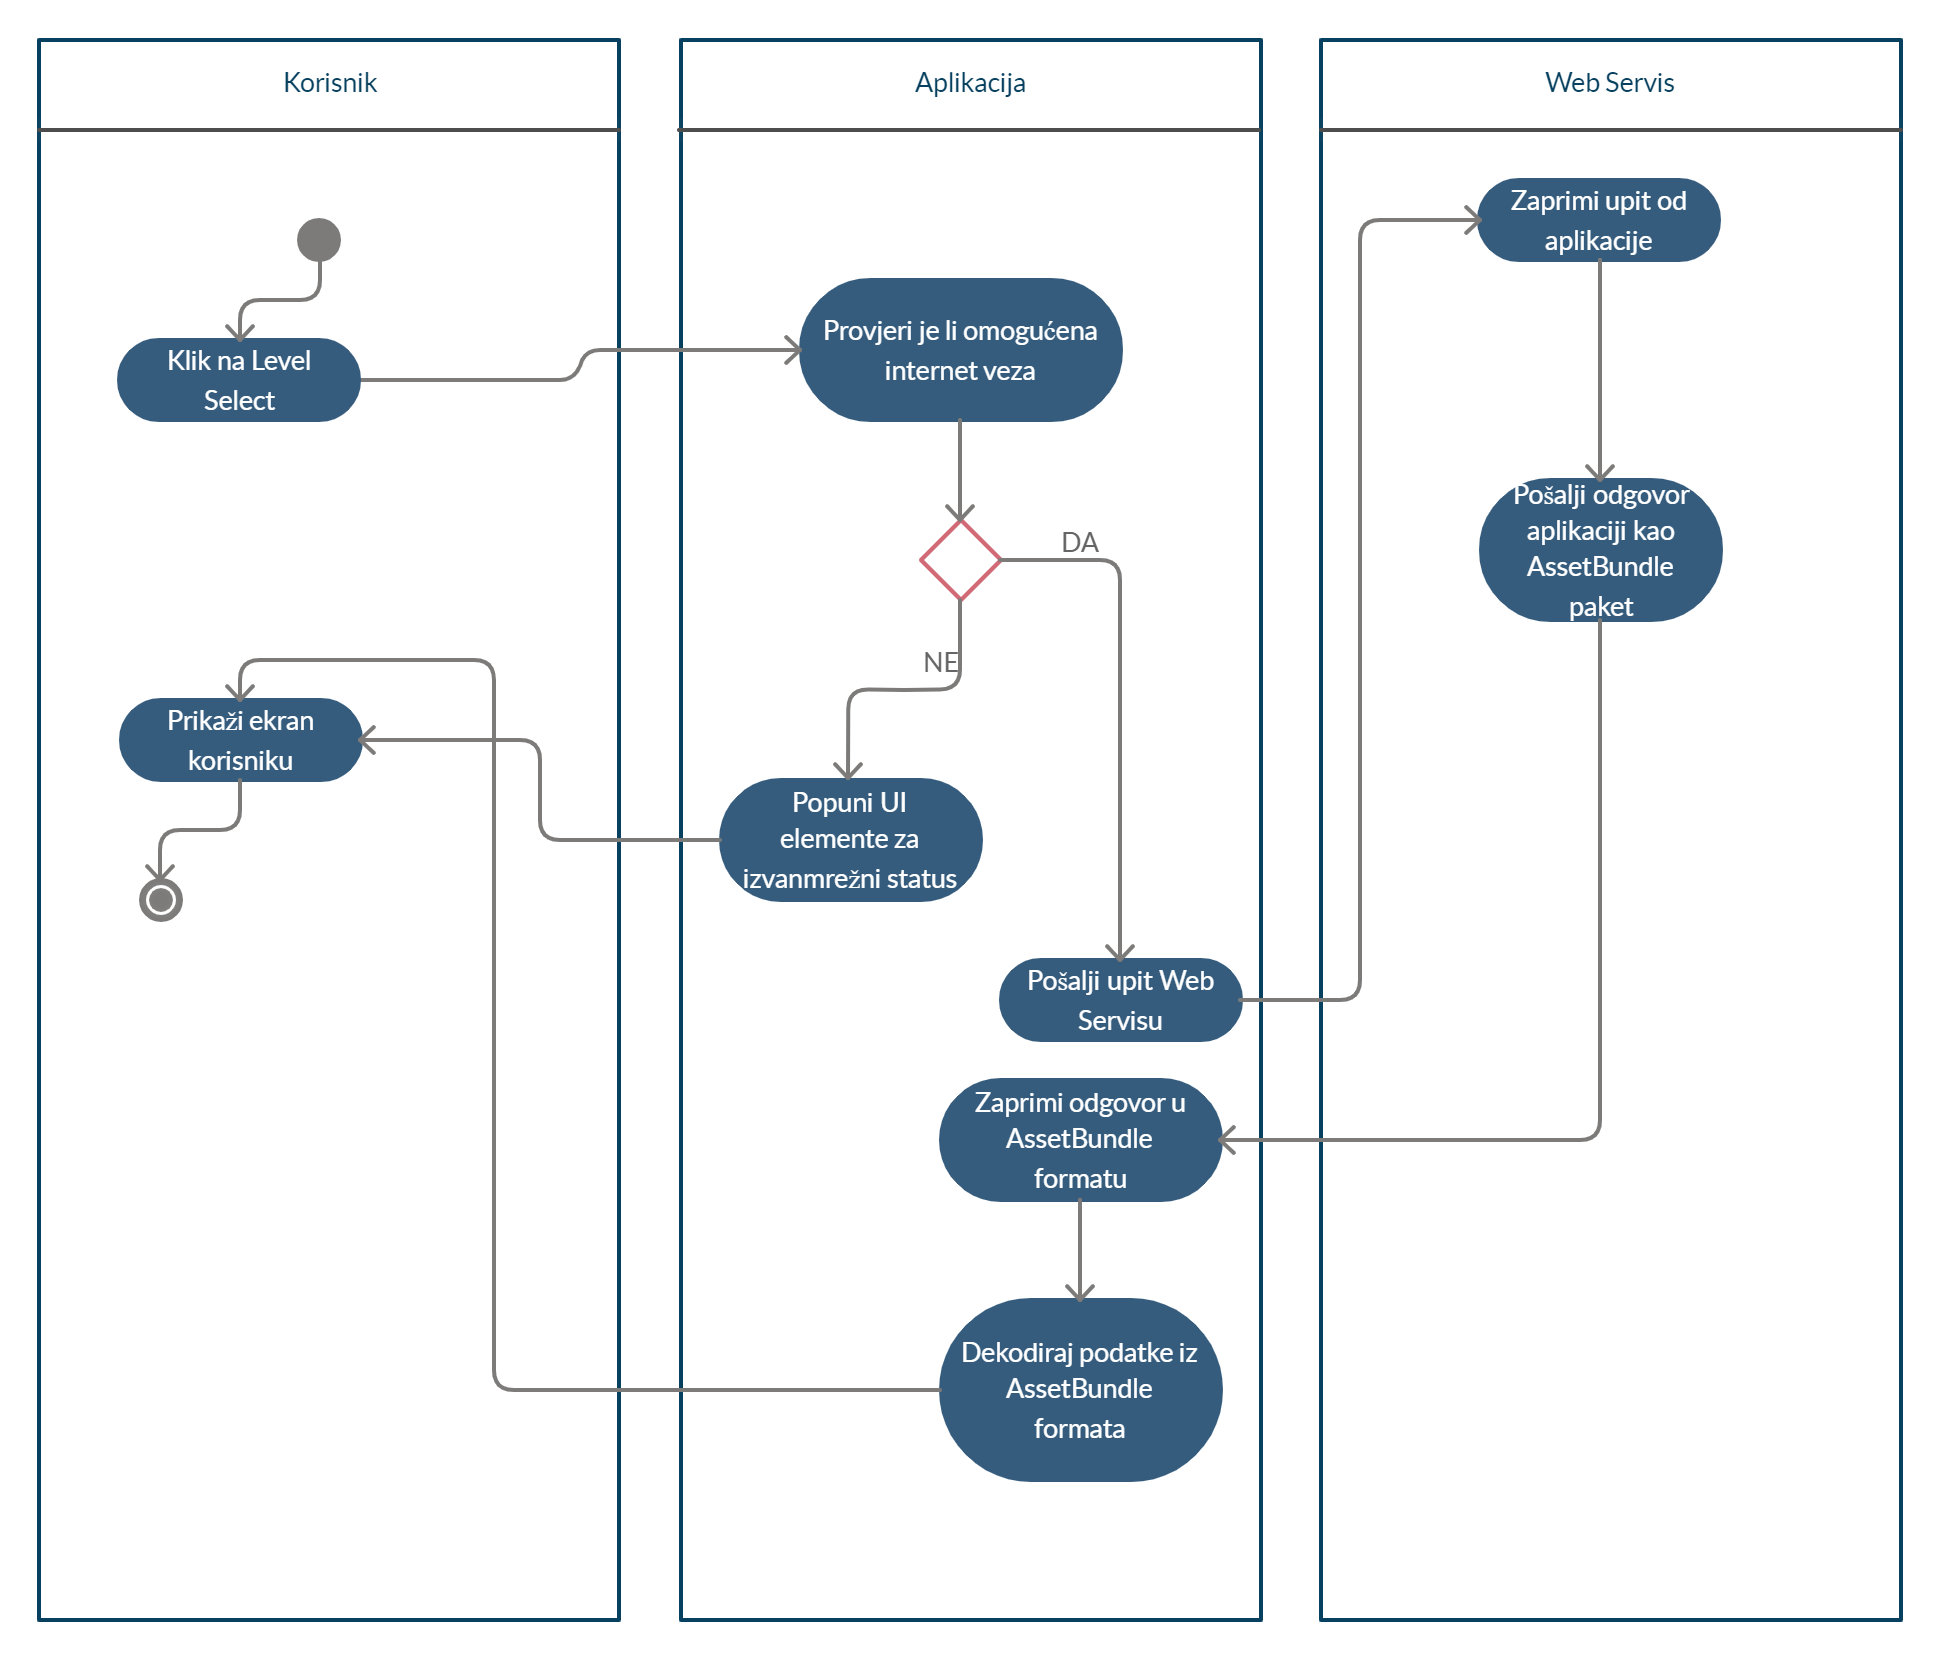 Korisnik
Aplikacija
Web Servis
Klik na Level
Select
Prikaži ekran
korisniku
Provjeri je li omogućena
internet veza
DA
NE
Popuni UI
elemente za
izvanmrežni status
Pošalji upit Web
Servisu
Zaprimi odgovor u
AssetBundle
formatu
Dekodiraj podatke iz
AssetBundle
formata
Zaprimi upit od
aplikacije
Pošalji odgovor
aplikaciji kao
AssetBundle
paket